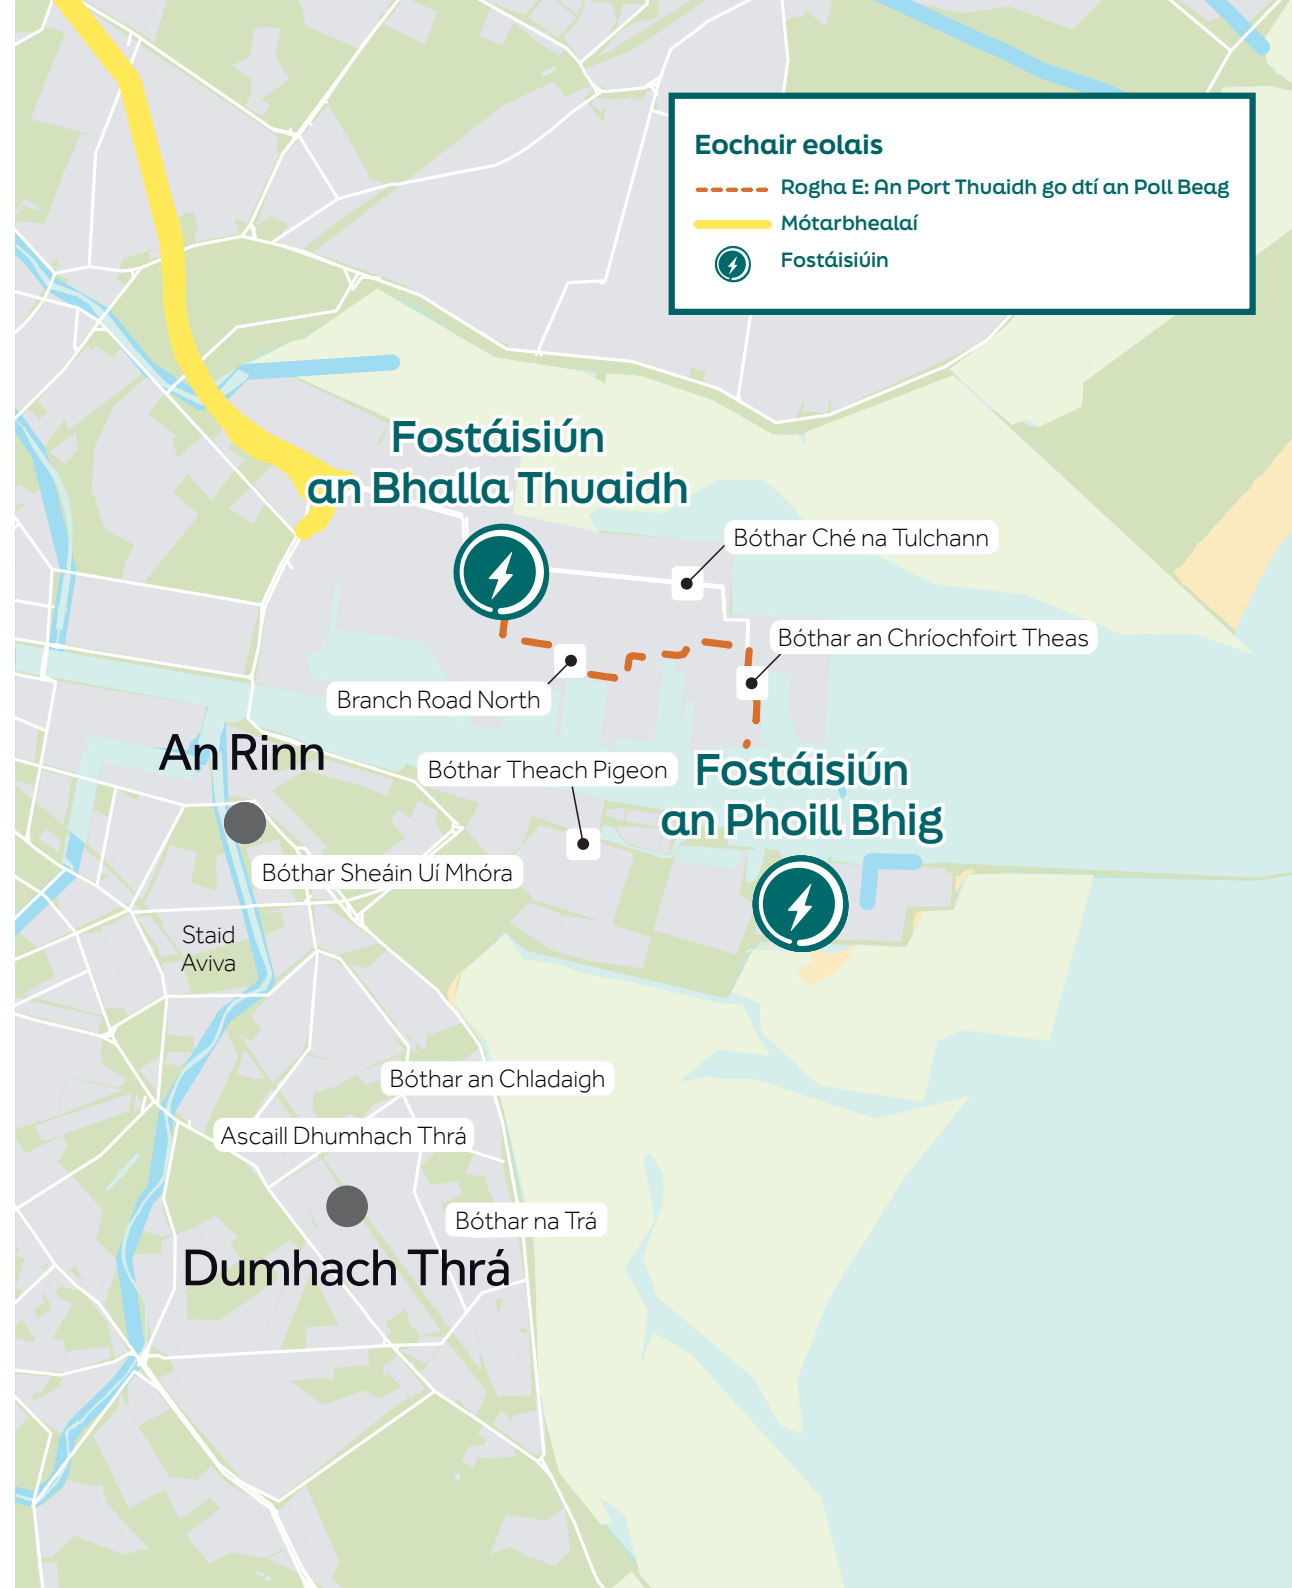 Eochair eolais
Rogha E: An Port Thuaidh go dtí an Poll Beag
Mótarbhealaí
Fostáisiúin
Fostáisiún
an Bhalla Thuaidh
Bóthar Ché na Tulchann
Bóthar an Chríochfoirt Theas
Branch Road North
An Rinn
Bóthar Theach Pigeon
Fostáisiún
an Phoill Bhig
Bóthar Sheáin Uí Mhóra
Staid
Aviva
Bóthar an Chladaigh
Ascaill Dhumhach Thrá
Bóthar na Trá
Dumhach Thrá